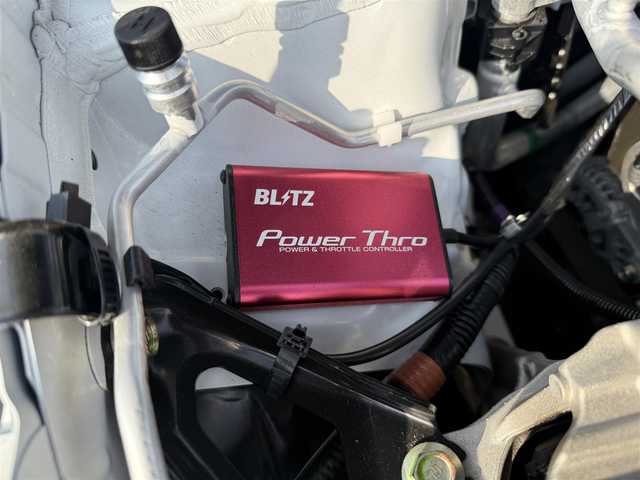 BLITZ
Power Thro
POWER & THROTTLE CONTROLLER